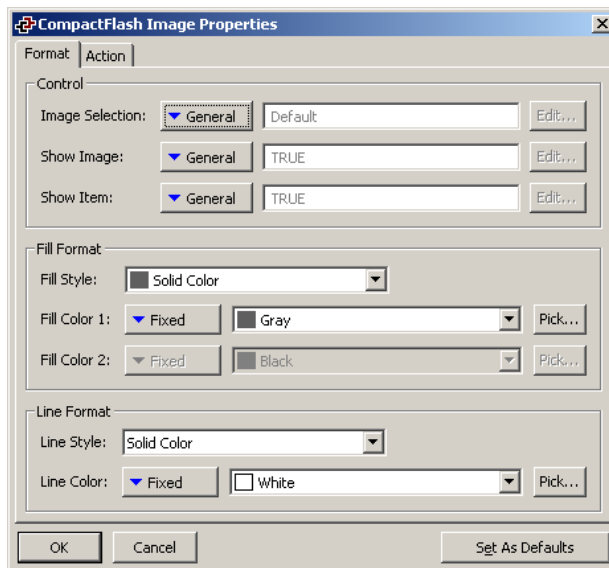 CompactFlash Image Properties
Format Action
Control
Image Selection: General Default Edit...
Show Image: General TRUE Edit...
Show Item: General TRUE Edit...
Fill Format
Fill Style: Solid Color
Fill Color 1: Fixed Gray Pick...
Fill Color 2: Fixed Black Pick...
Line Format
Line Style: Solid Color
Line Color: Fixed White Pick...
OK Cancel Set As Defaults